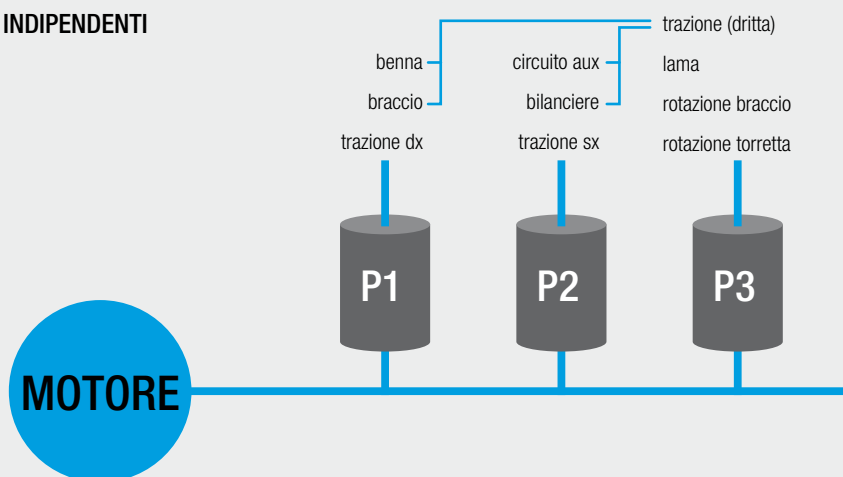 INDIPENDENTI
benna
braccio
trazione dx
circuito aux
bilanciere
trazione sx
trazione (dritta)
lama
rotazione braccio
rotazione torretta
P1
P2
P3
MOTORE